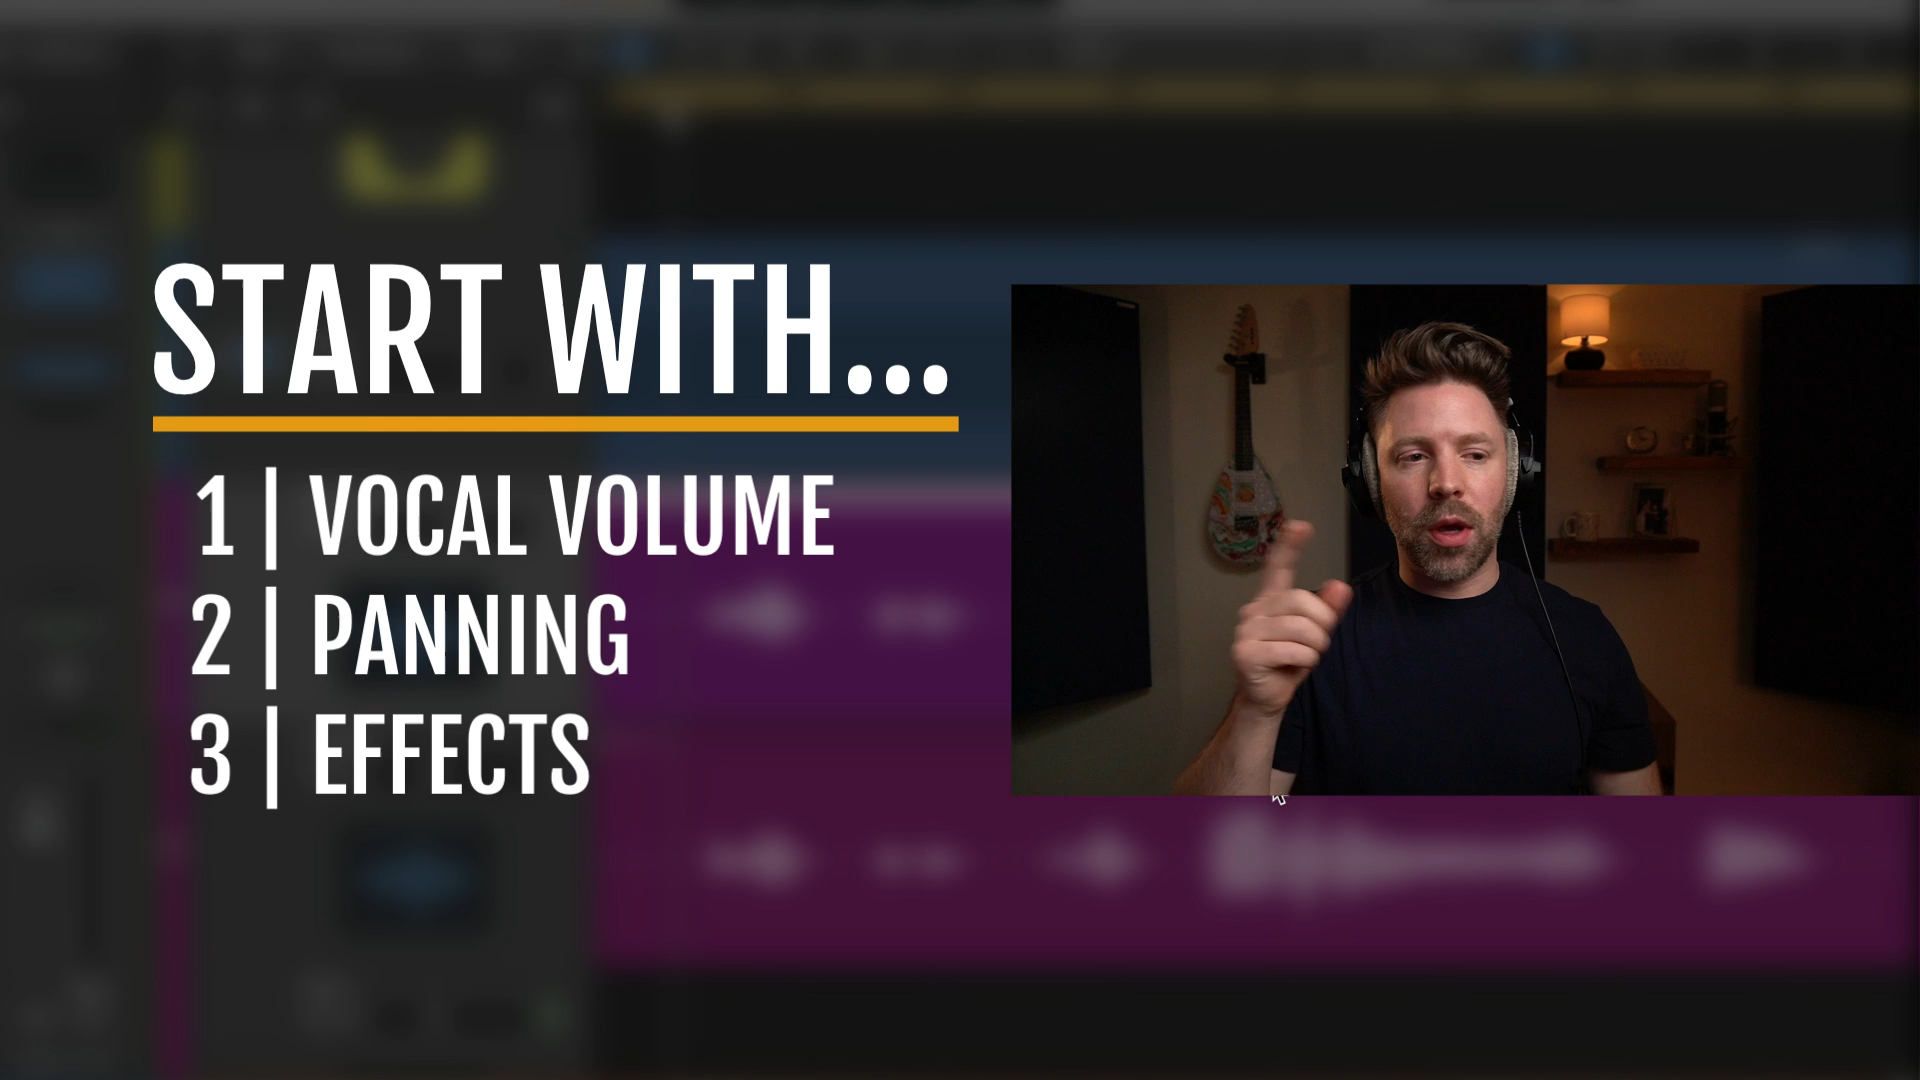 START WITH...
1 | VOCAL VOLUME
2 | PANNING
3 | EFFECTS